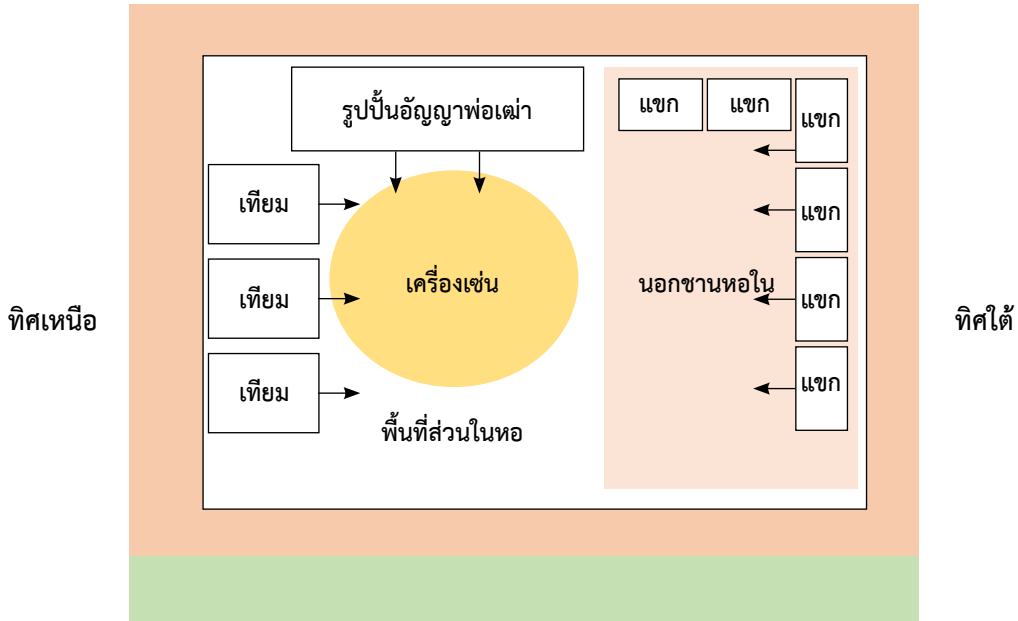 รูปปั้นอัญญาพ่อเฒ่า
แขก
แขก
แขก
เทียม
แขก
เทียม
เครื่องเซ่น
นอกชานหอใน
แขก
ทิศเหนือ
ทิศใต้
เทียม
แขก
พื้นที่ส่วนในหอ